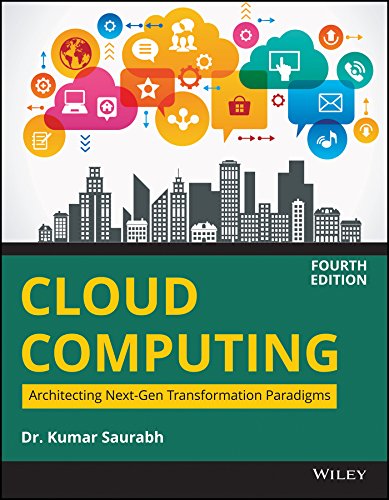 FOURTH
EDITION
CLOUD
COMPUTING
Architecting Next-Gen Transformation Paradigms
Dr. Kumar Saurabh
WILEY